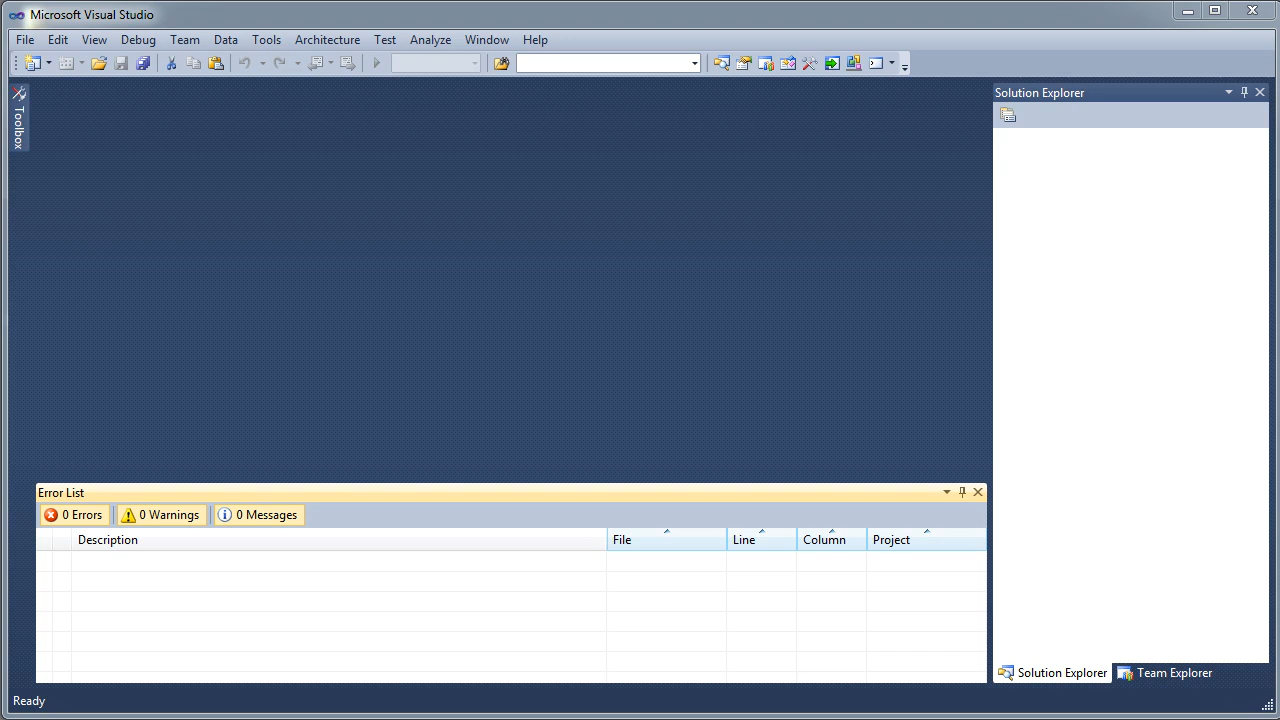 Microsoft Visual Studio
File Edit View Debug Team Data Tools Architecture Test Analyze Window Help
Toolbox
Solution Explorer
Error List
0 Errors 0 Warnings 0 Messages
Description File Line Column Project
Solution Explorer Team Explorer
Ready